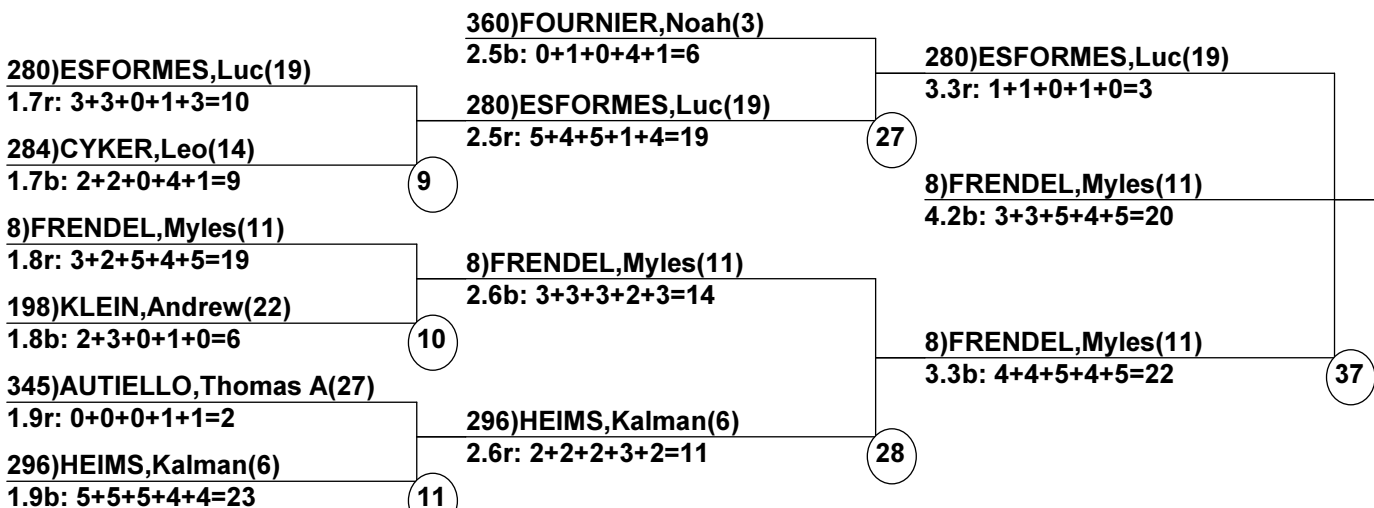 280)ESFORMES,Luc(19)
1.7r: 3+3+0+1+3=10
284)CYKER,Leo(14)
1.7b: 2+2+0+4+1=9
9
8)FRENDEL,Myles(11)
1.8r: 3+2+5+4+5=19
198)KLEIN,Andrew(22)
1.8b: 2+3+0+1+0=6
10
345)AUTIELLO,Thomas A(27)
1.9r: 0+0+0+1+1=2
296)HEIMS,Kalman(6)
1.9b: 5+5+5+4+4=23
11
360)FOURNIER,Noah(3)
2.5b: 0+1+0+4+1=6
280)ESFORMES,Luc(19)
2.5r: 5+4+5+1+4=19
27
8)FRENDEL,Myles(11)
2.6b: 3+3+3+2+3=14
296)HEIMS,Kalman(6)
2.6r: 2+2+2+3+2=11
28
280)ESFORMES,Luc(19)
3.3r: 1+1+0+1+0=3
8)FRENDEL,Myles(11)
4.2b: 3+3+5+4+5=20
8)FRENDEL,Myles(11)
3.3b: 4+4+5+4+5=22
37